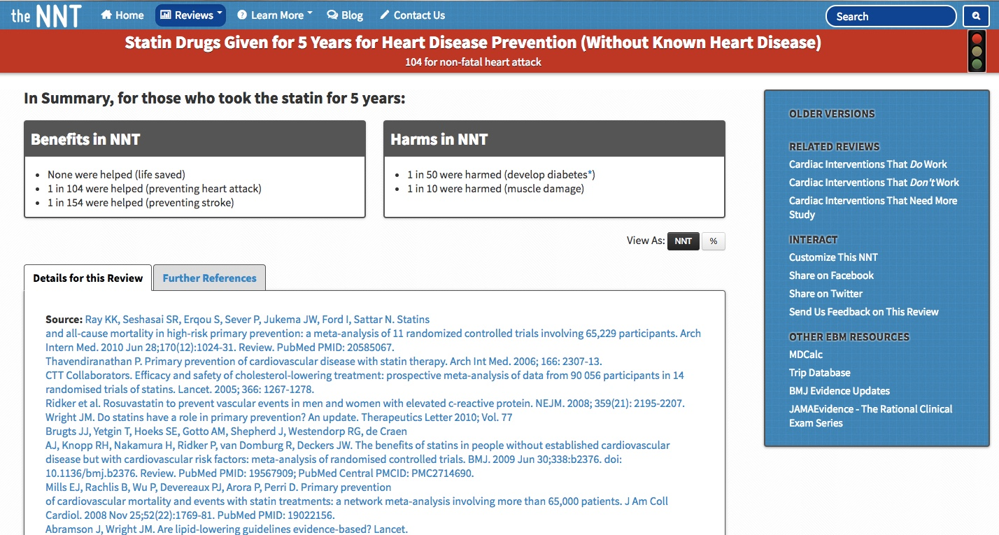 the NNT Home Reviews Learn More Blog Contact Us Search
Statin Drugs Given for 5 Years for Heart Disease Prevention (Without Known Heart Disease)
104 for non-fatal heart attack
In Summary, for those who took the statin for 5 years:
Benefits in NNT
None were helped (life saved)
1 in 104 were helped (preventing heart attack)
1 in 154 were helped (preventing stroke)
Harms in NNT
1 in 50 were harmed (develop diabetes*)
1 in 10 were harmed (muscle damage)
View As: NNT %
Details for this Review Further References
Source: Ray KK, Seshasai SR, Erqou S, Sever P, Jukema JW, Ford I, Sattar N. Statins
and all-cause mortality in high-risk primary prevention: a meta-analysis of 11 randomized controlled trials involving 65,229 participants. Arch
Intern Med. 2010 Jun 28;170(12):1024-31. Review. PubMed PMID: 20585067.
Thavendiranathan P. Primary prevention of cardiovascular disease with statin therapy. Arch Int Med. 2006; 166: 2307-13.
CTT Collaborators. Efficacy and safety of cholesterol-lowering treatment: prospective meta-analysis of data from 90 056 participants in 14
randomised trials of statins. Lancet. 2005; 366: 1267-1278.
Ridker et al. Rosuvastatin to prevent vascular events in men and women with elevated c-reactive protein. NEJM. 2008; 359(21): 2195-2207.
Wright JM. Do statins have a role in primary prevention? An update. Therapeutics Letter 2010; Vol. 77
Brugts JJ, Yetgin T, Hoeks SE, Gotto AM, Shepherd J, Westendorp RG, de Craen
AJ, Knopp RH, Nakamura H, Ridker P, van Domburg R, Deckers JW. The benefits of statins in people without established cardiovascular
disease but with cardiovascular risk factors: meta-analysis of randomised controlled trials. BMJ. 2009 Jun 30;338:b2376. doi:
10.1136/bmj.b2376. Review. PubMed PMID: 19567909; PubMed Central PMCID: PMC2714690.
Mills EJ, Rachlis B, Wu P, Devereaux PJ, Arora P, Perri D. Primary prevention
of cardiovascular mortality and events with statin treatments: a network meta-analysis involving more than 65,000 patients. J Am Coll
Cardiol. 2008 Nov 25;52(22):1769-81. PubMed PMID: 19022156.
Abramson J, Wright JM. Are lipid-lowering guidelines evidence-based? Lancet.
OLDER VERSIONS
RELATED REVIEWS
Cardiac Interventions That Do Work
Cardiac Interventions That Don't Work
Cardiac Interventions That Need More
Study
INTERACT
Customize This NNT
Share on Facebook
Share on Twitter
Send Us Feedback on This Review
OTHER EBM RESOURCES
MDCalc
Trip Database
BMJ Evidence Updates
JAMAEvidence - The Rational Clinical
Exam Series